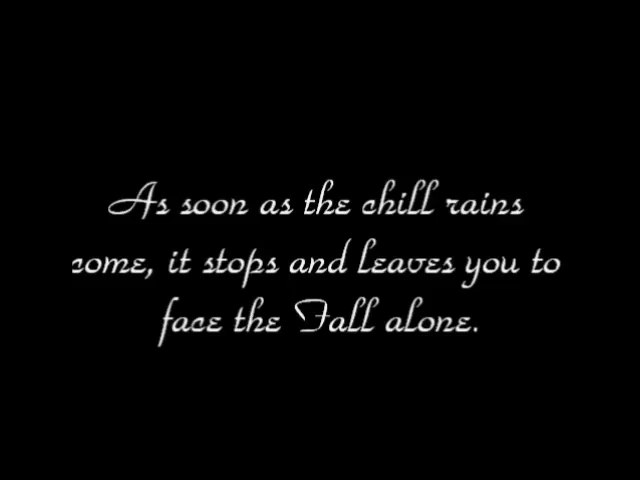 As soon as the chill rains
come, it stops and leaves you to
face the Fall alone.